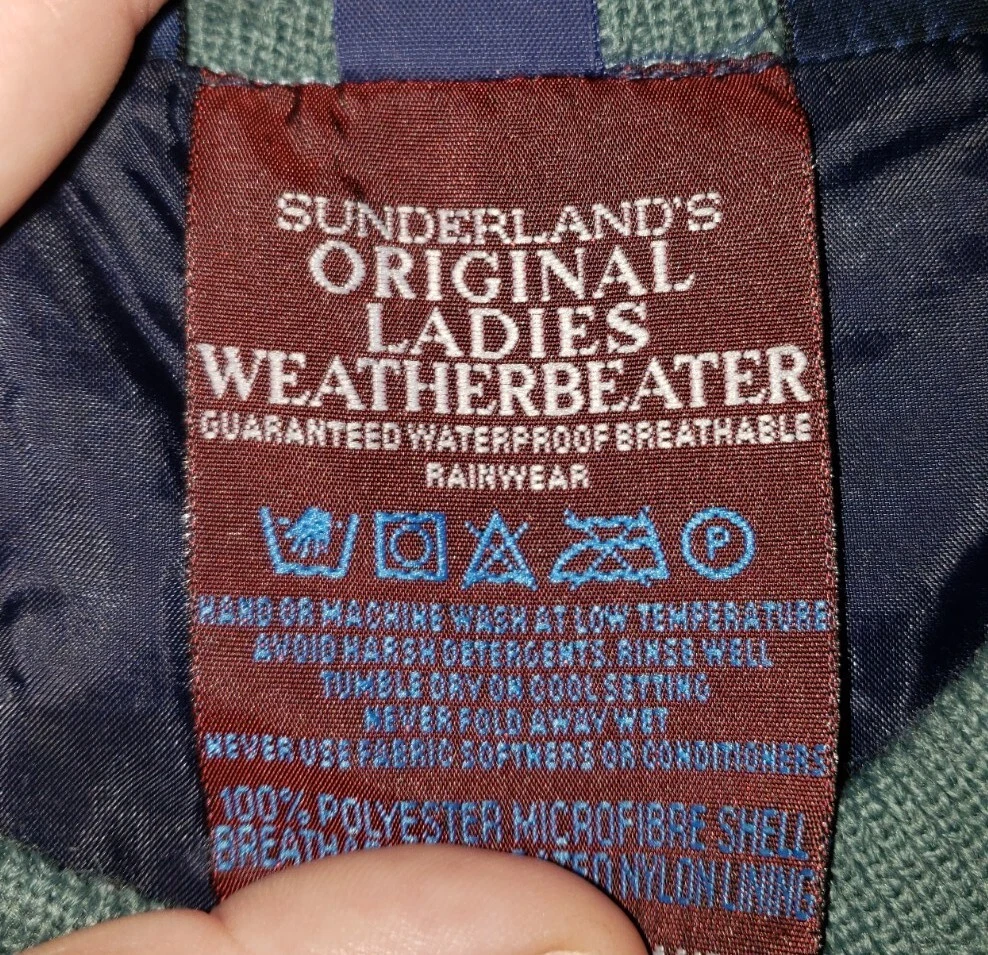 SUNDERLAND'S
ORIGINAL
LADIES
WEATHERBEATER
GUARANTEED WATERPROOF BREATHABLE
RAINWEAR
P
HAND OR MACHINE WASH AT LOW TEMPERATURE
AVOID HARSH DETERGENTS RINSE WELL
TUMBLE DRY ON COOL SETTING
NEVER FOLD AWAY WET
NEVER USE FABRIC SOFTNERS OR CONDITIONERS
100% POLYESTER MICROFIBRE SHELL
NYLON LINING